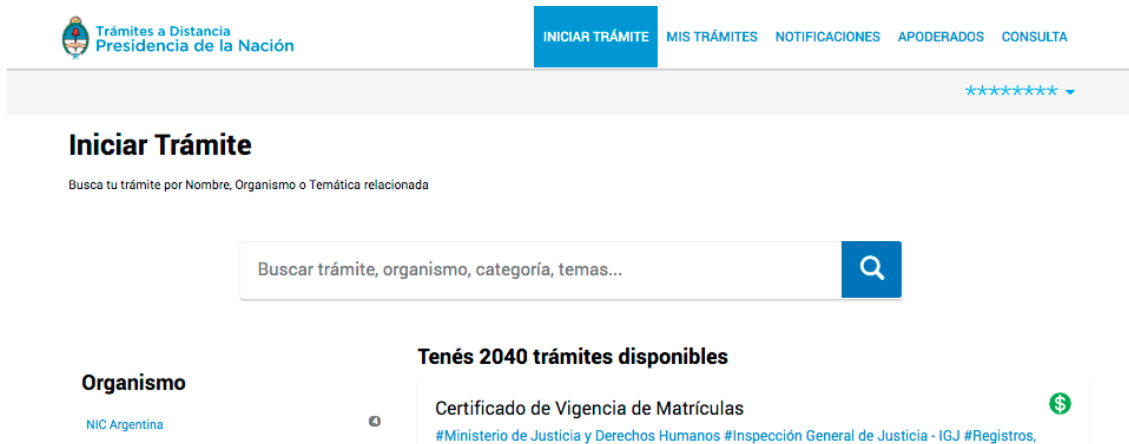 Trámites a Distancia
Presidencia de la Nación
INICIAR TRÁMITE MIS TRÁMITES NOTIFICACIONES APODERADOS CONSULTA
********
Iniciar Trámite
Busca tu trámite por Nombre, Organismo o Temática relacionada
Buscar trámite, organismo, categoría, temas...
Tenés 2040 trámites disponibles
Organismo
NIC Argentina 4
Certificado de Vigencia de Matrículas $
#Ministerio de Justicia y Derechos Humanos #Inspección General de Justicia - IGJ #Registros,